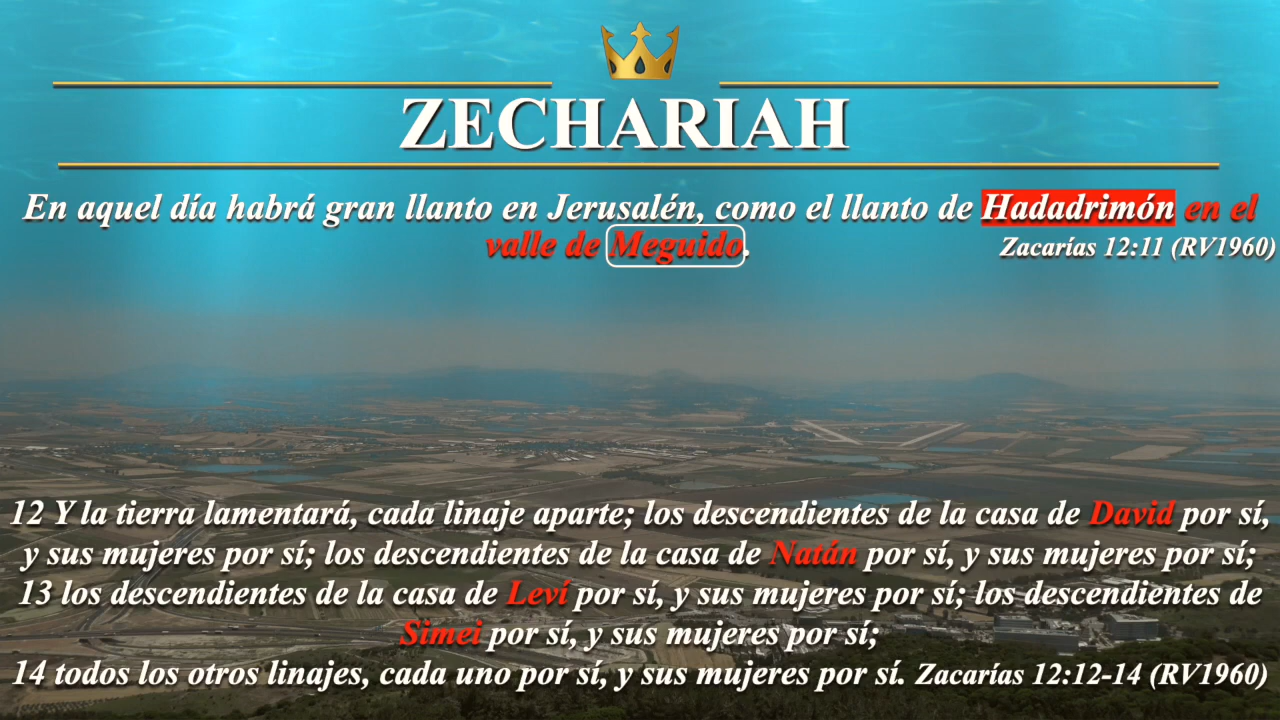 ZECHARIAH
En aquel día habrá gran llanto en Jerusalén, como el llanto de Hadadrimón en el
valle de Meguido.
Zacarías 12:11 (RV1960)
12 Y la tierra lamentará, cada linaje aparte; los descendientes de la casa de David por sí,
y sus mujeres por sí; los descendientes de la casa de Natán por sí, y sus mujeres por sí;
13 los descendientes de la casa de Leví por sí, y sus mujeres por sí; los descendientes de
Simei por sí, y sus mujeres por sí;
14 todos los otros linajes, cada uno por sí, y sus mujeres por sí. Zacarías 12:12-14 (RV1960)